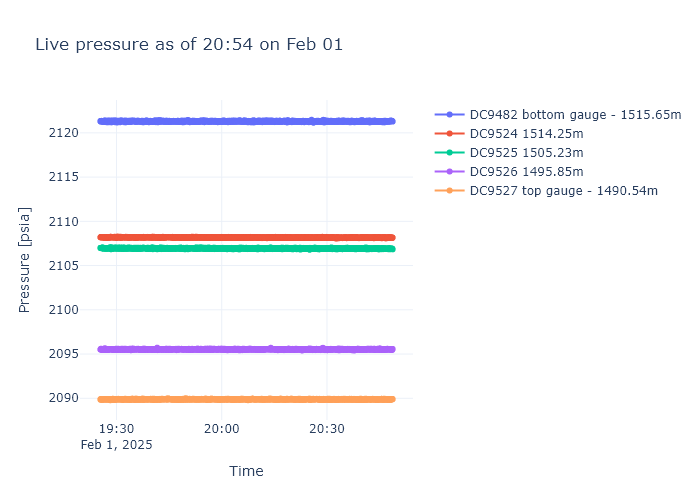 Live pressure as of 20:54 on Feb 01
DC9482 bottom gauge - 1515.65m
DC9524 1514.25m
DC9525 1505.23m
DC9526 1495.85m
DC9527 top gauge - 1490.54m
Pressure [psia]
2120
2115
2110
2105
2100
2095
2090
19:30
Feb 1, 2025
20:00
20:30
Time